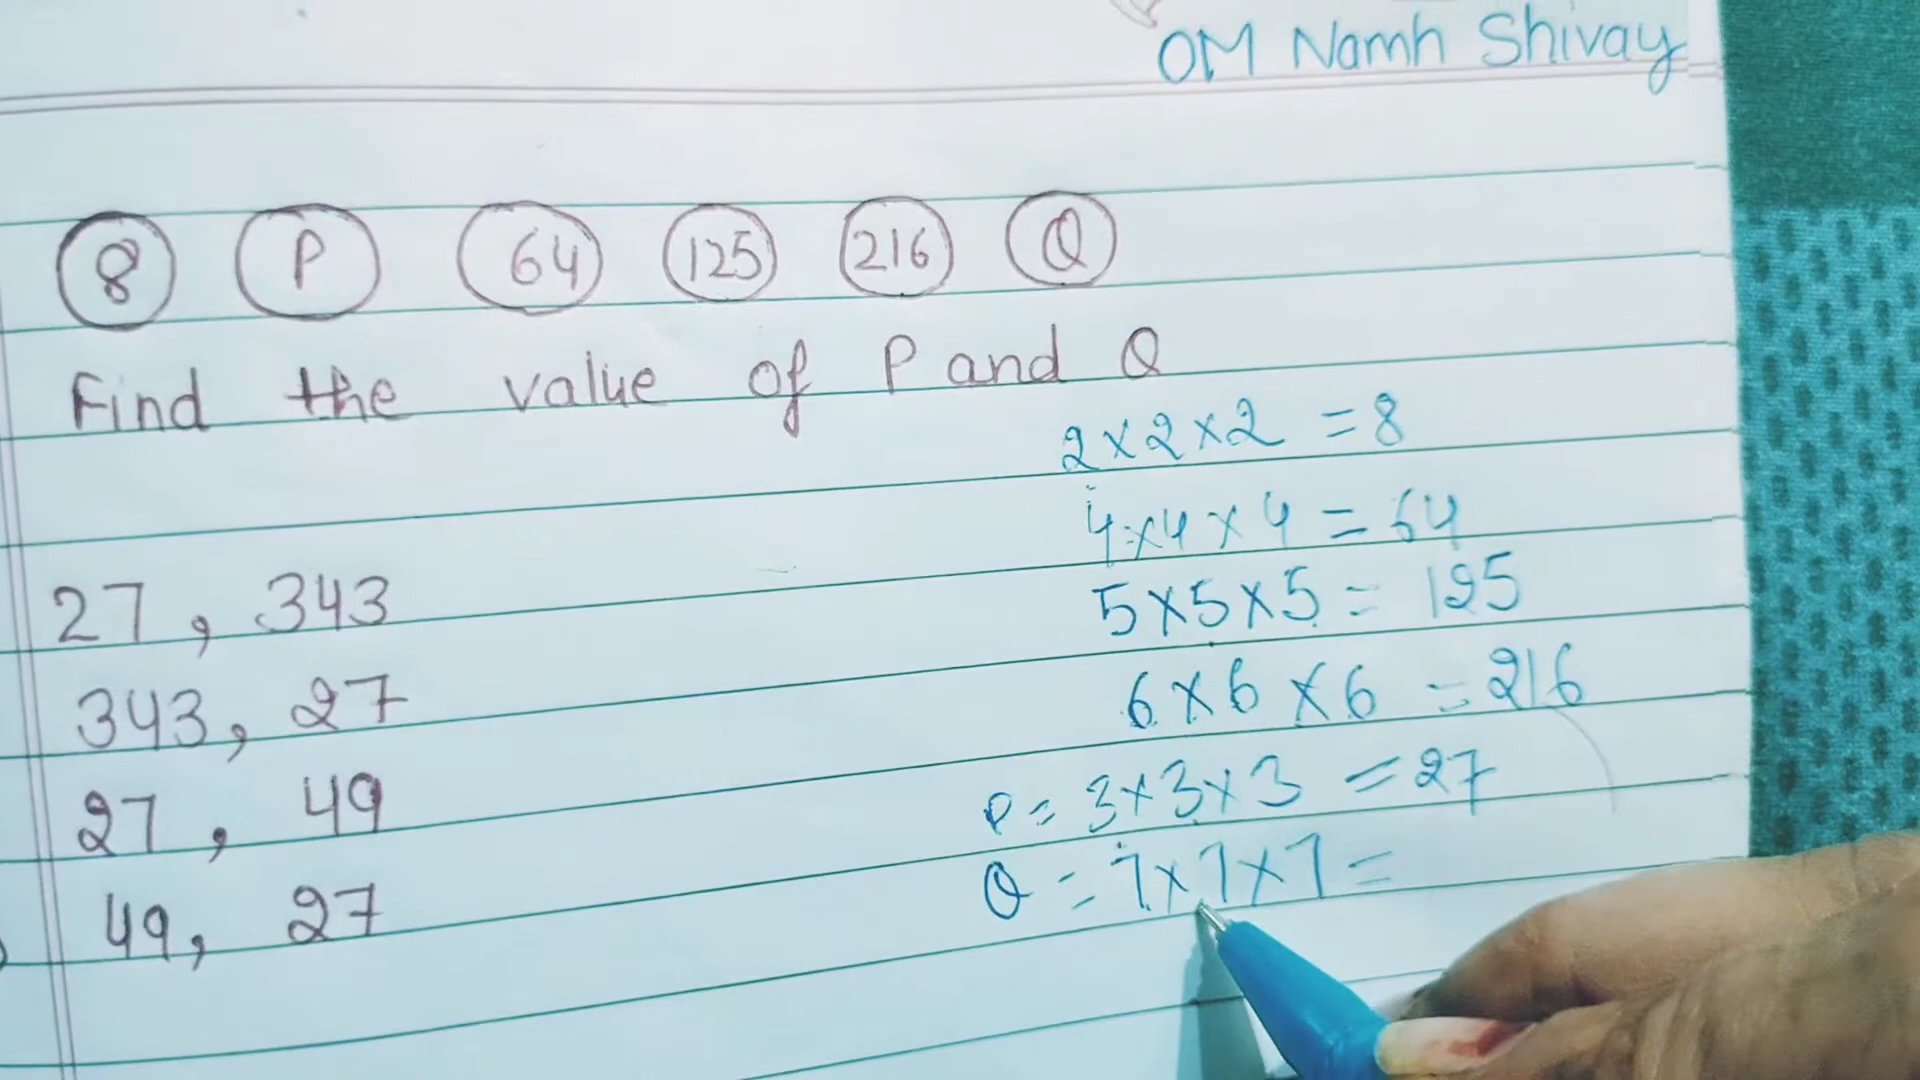 OM Namh Shivay
8 P 64 125 216 Q
Find the value of P and Q
2×2×2 =8
4×4×4 = 64
5×5×5= 125
27, 343
6×6×6 = 216
343, 27
P= 3×3×3 =27
27, 49
Q = 7×7×7=
49, 27